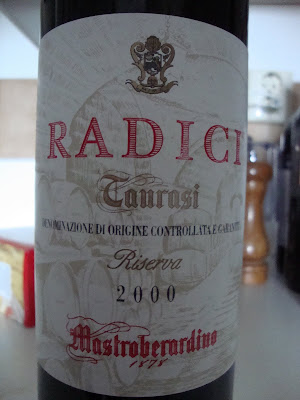 RADICI
Taurasi
DENOMINAZIONE DI ORIGINE CONTROLLATA E GARANTITA
Riserva
2000
Mastroberardino
1878